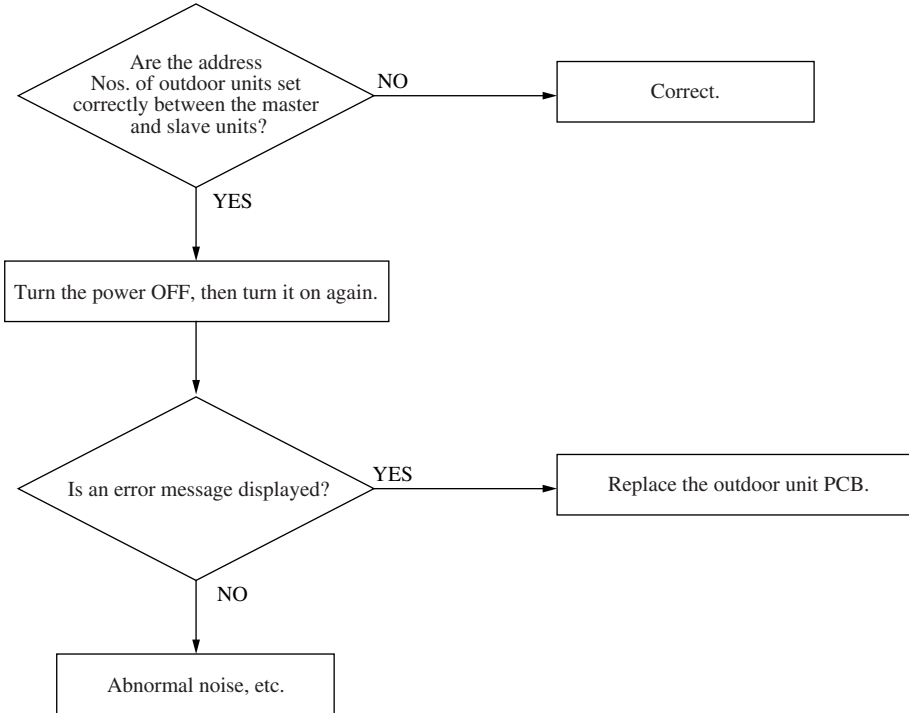 Are the address
Nos. of outdoor units set
correctly between the master
and slave units?
NO
Correct.
YES
Turn the power OFF, then turn it on again.
Is an error message displayed?
YES
Replace the outdoor unit PCB.
NO
Abnormal noise, etc.